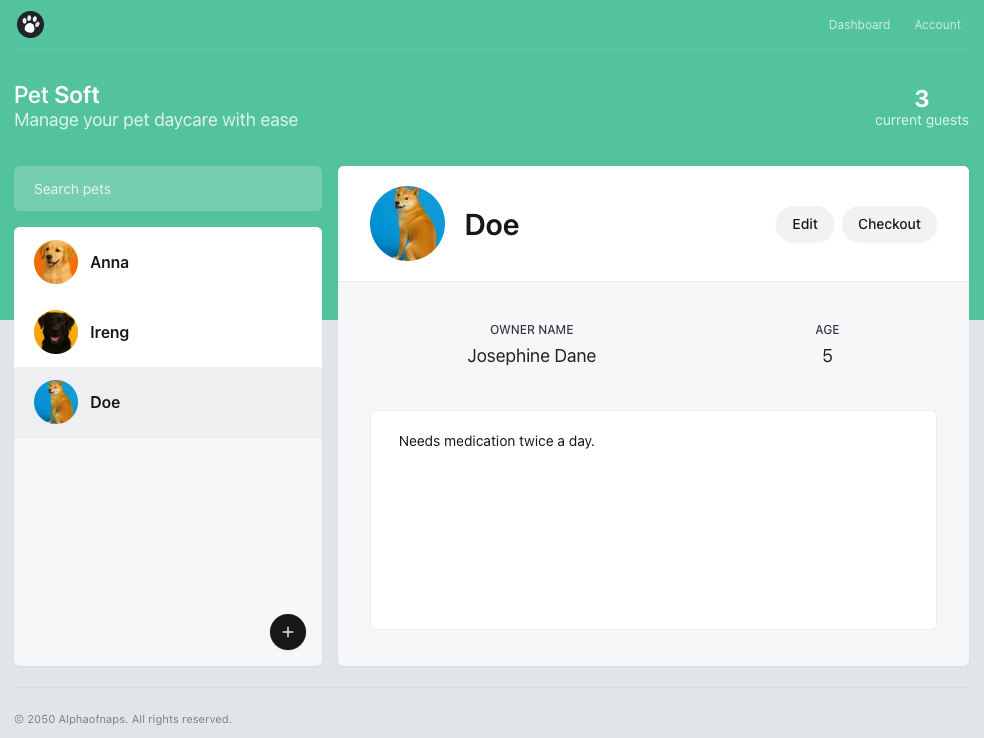 Dashboard Account
Pet Soft
Manage your pet daycare with ease
3
current guests
Search pets
Anna
Ireng
Doe
+
Doe
Edit Checkout
OWNER NAME AGE
Josephine Dane 5
Needs medication twice a day.
© 2050 Alphaofnaps. All rights reserved.